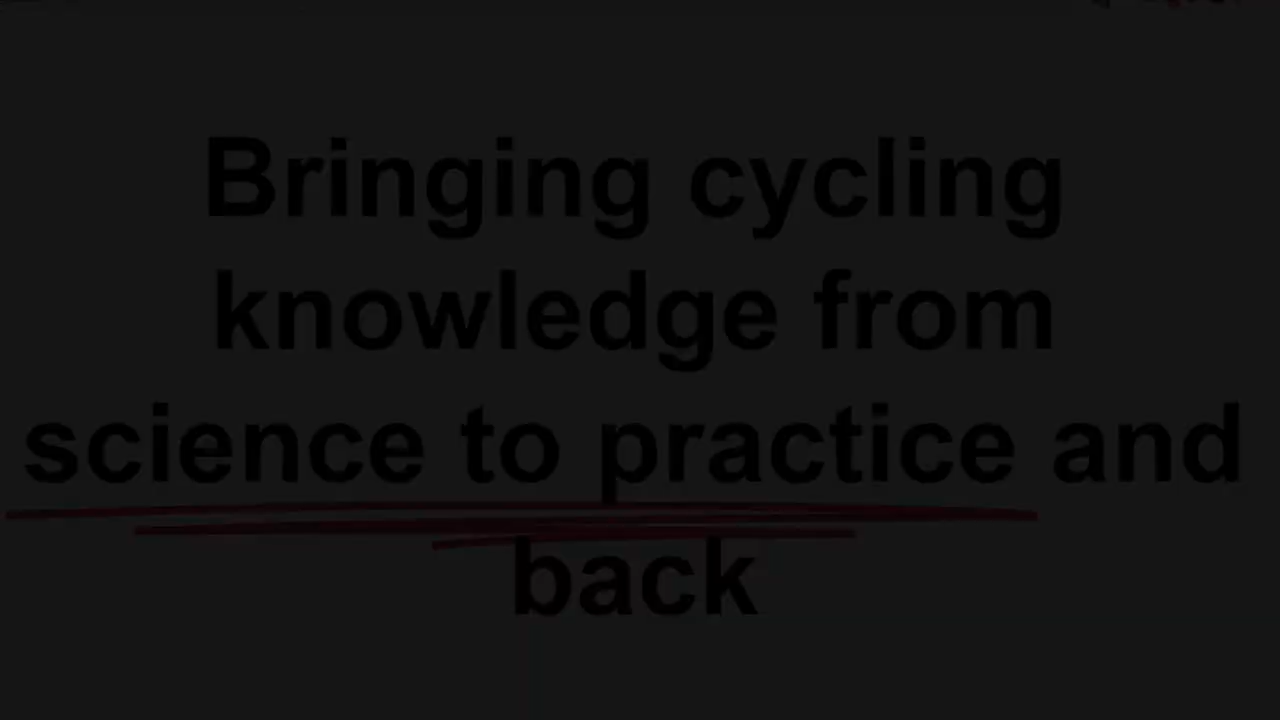 Bringing cycling
knowledge from
science to practice and
back